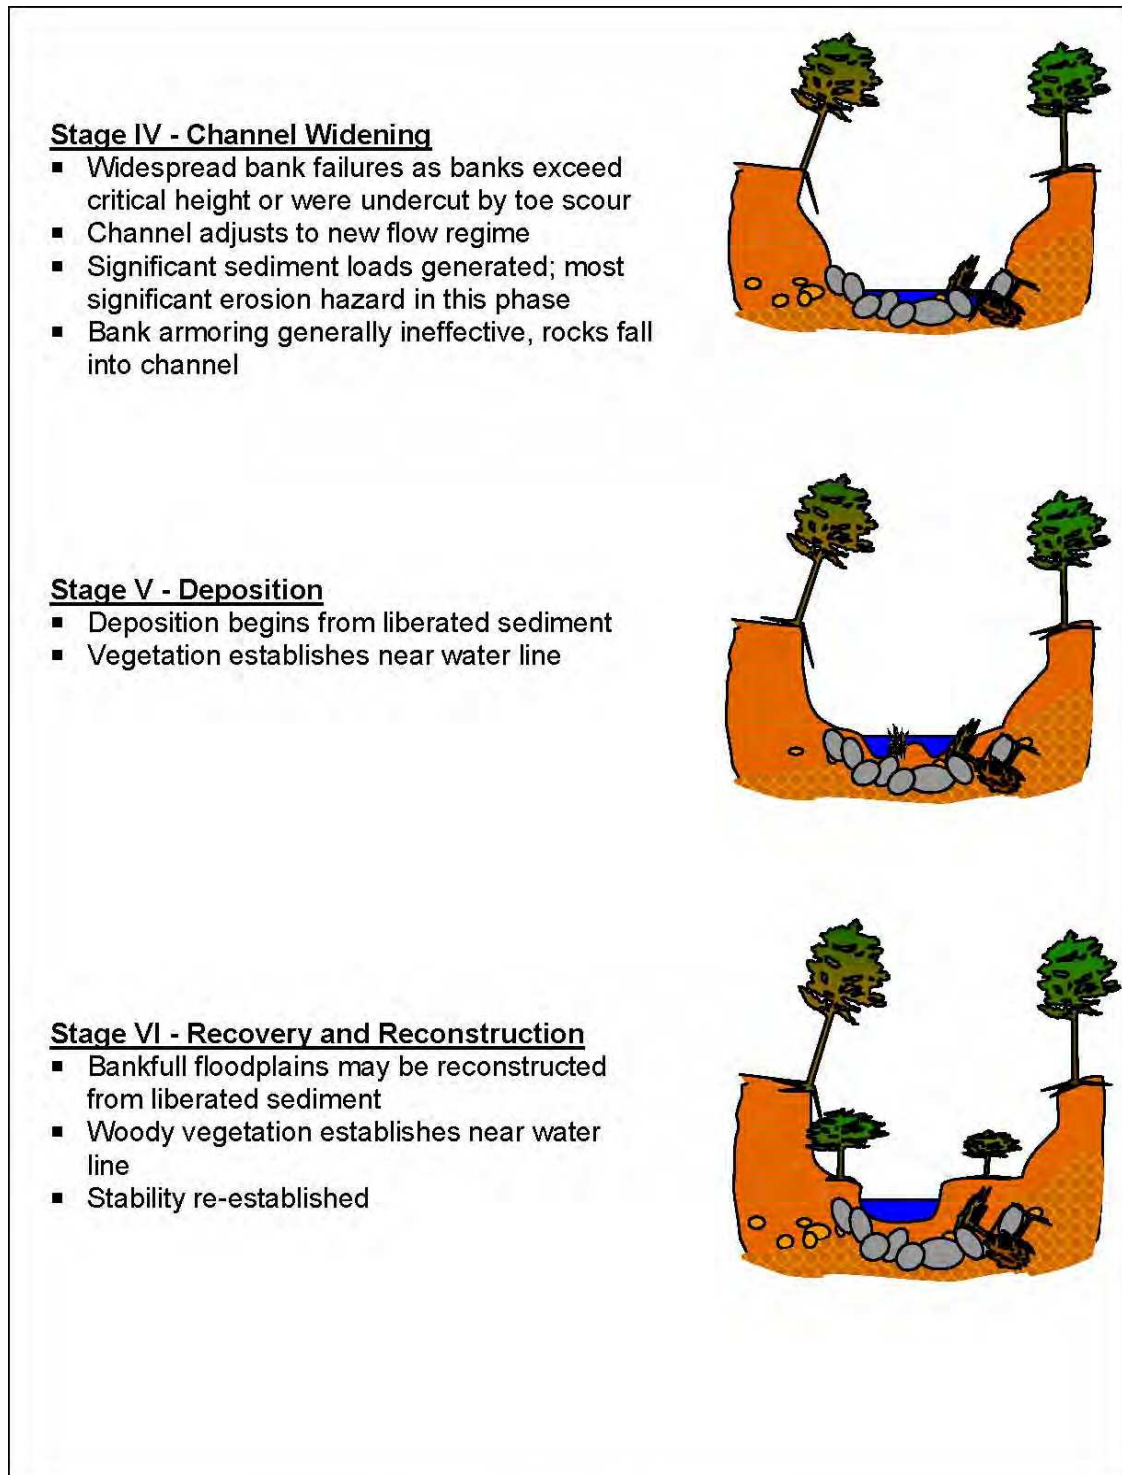 Stage IV - Channel Widening
▪ Widespread bank failures as banks exceed
critical height or were undercut by toe scour
▪ Channel adjusts to new flow regime
▪ Significant sediment loads generated; most
significant erosion hazard in this phase
▪ Bank armoring generally ineffective, rocks fall
into channel
Stage V - Deposition
▪ Deposition begins from liberated sediment
▪ Vegetation establishes near water line
Stage VI - Recovery and Reconstruction
▪ Bankfull floodplains may be reconstructed
from liberated sediment
▪ Woody vegetation establishes near water
line
▪ Stability re-established